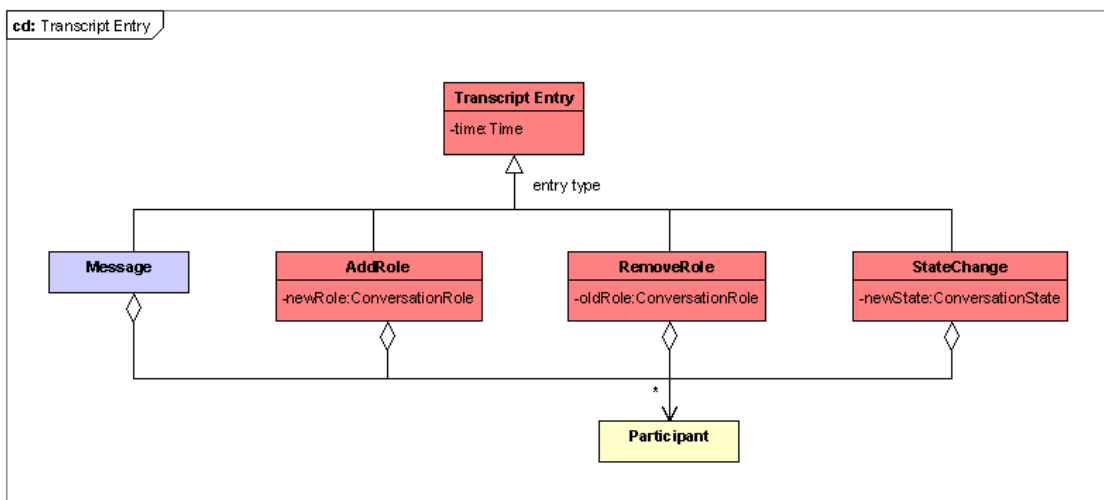 cd: Transcript Entry
Transcript Entry
-time:Time
entry type
Message
AddRole
RemoveRole
StateChange
-newRole:ConversationRole
-oldRole:ConversationRole
-newState:ConversationState
*
Participant